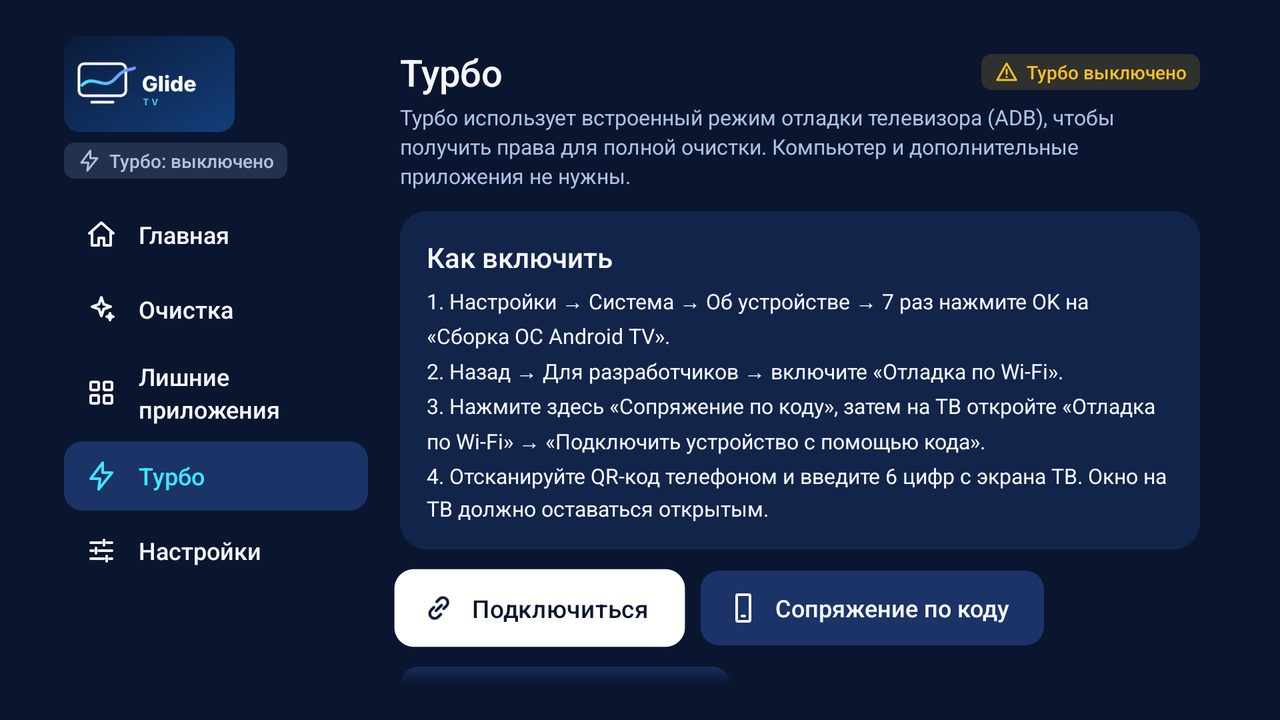 Glide
TV
Турбо: выключено
Главная
Очистка
Лишние
приложения
Турбо
Настройки
Турбо
Турбо выключено
Турбо использует встроенный режим отладки телевизора (ADB), чтобы
получить права для полной очистки. Компьютер и дополнительные
приложения не нужны.
Как включить
1. Настройки → Система → Об устройстве → 7 раз нажмите OK на
«Сборка ОС Android TV».
2. Назад → Для разработчиков → включите «Отладка по Wi-Fi».
3. Нажмите здесь «Сопряжение по коду», затем на ТВ откройте «Отладка
по Wi-Fi» → «Подключить устройство с помощью кода».
4. Отсканируйте QR-код телефоном и введите 6 цифр с экрана ТВ. Окно на
ТВ должно оставаться открытым.
Подключиться
Сопряжение по коду